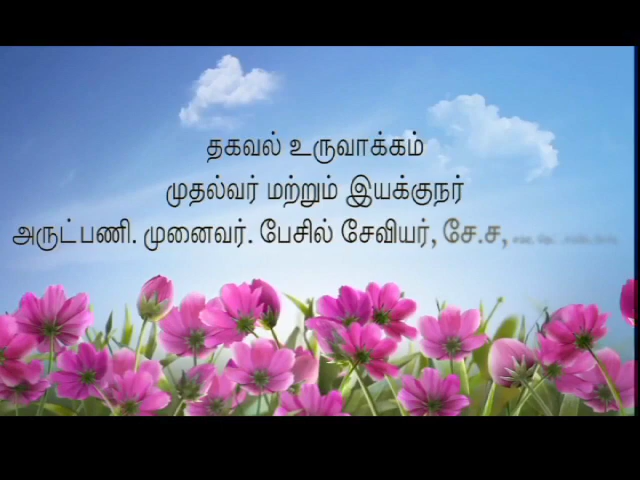 தகவல் உருவாக்கம்
முதல்வர் மற்றும் இயக்குநர்
அருட்பணி. முனைவர். பேசில் சேவியர், சே.ச,